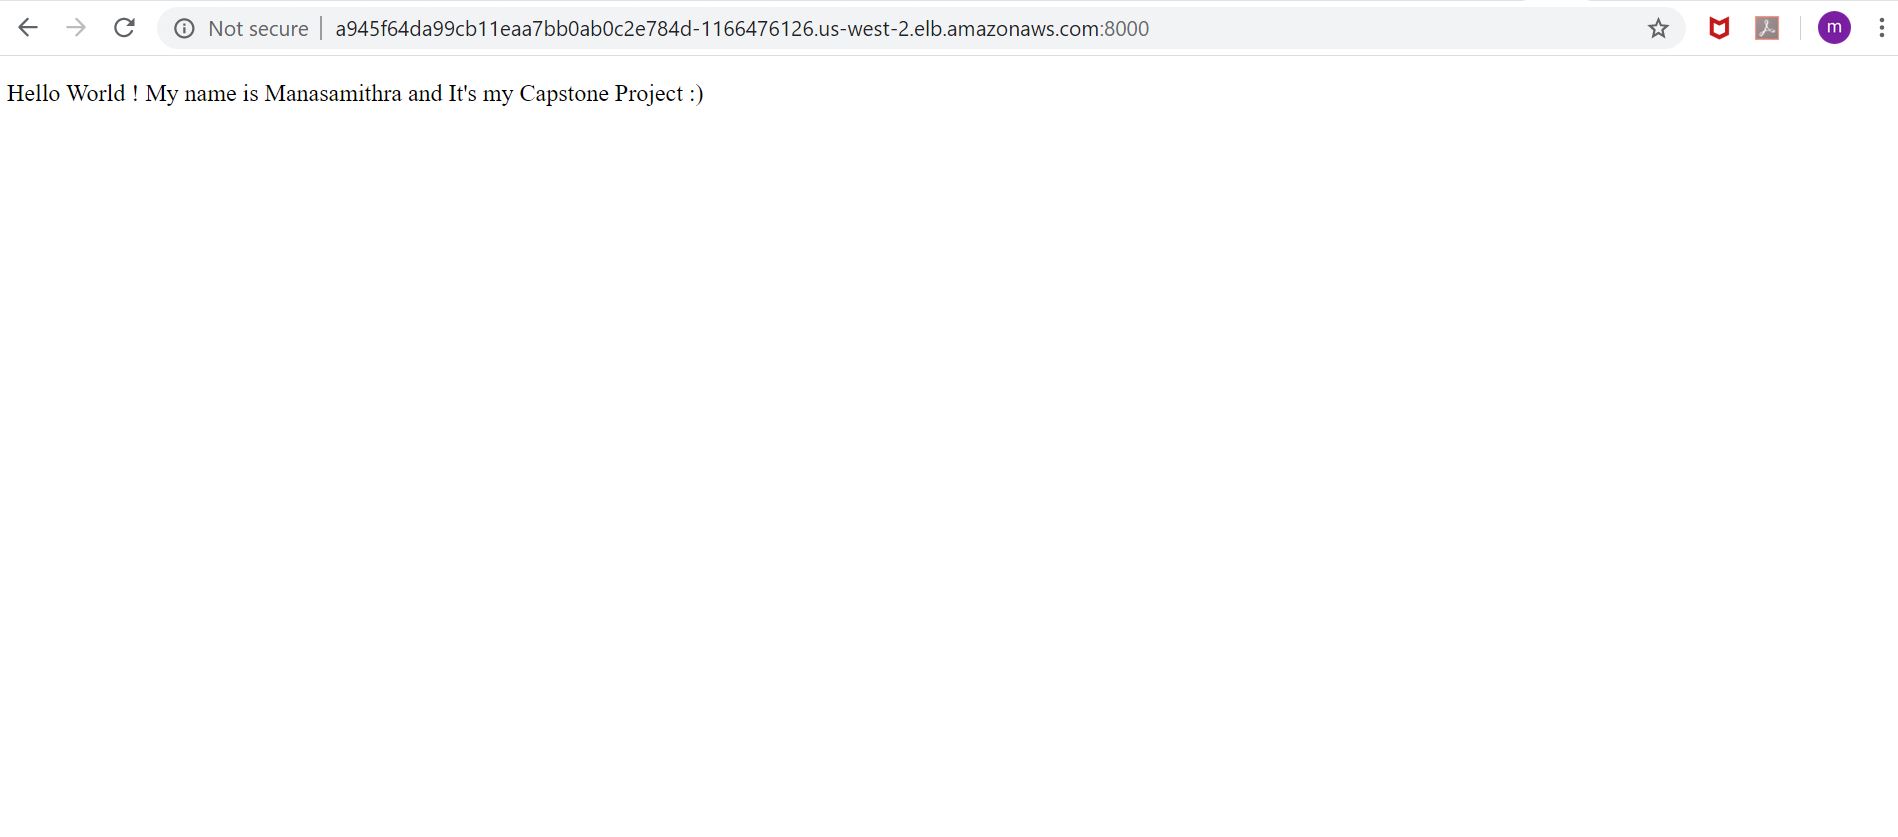 Not secure a945f64da99cb11eaa7bb0ab0c2e784d-1166476126.us-west-2.elb.amazonaws.com:8000
m
Hello World ! My name is Manasamithra and It's my Capstone Project :)